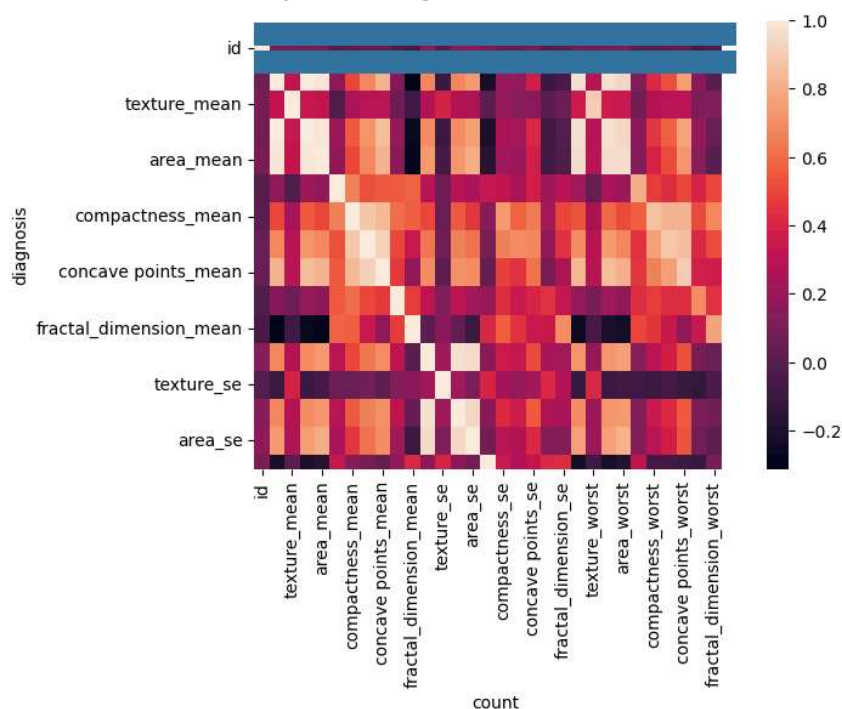 id
texture_mean
area_mean
compactness_mean
concave points_mean
fractal_dimension_mean
texture_se
area_se
diagnosis
1.0
0.8
0.6
0.4
0.2
0.0
−0.2
id
texture_mean
area_mean
compactness_mean
concave points_mean
fractal_dimension_mean
texture_se
area_se
compactness_se
concave points_se
fractal_dimension_se
texture_worst
area_worst
compactness_worst
concave points_worst
fractal_dimension_worst
count